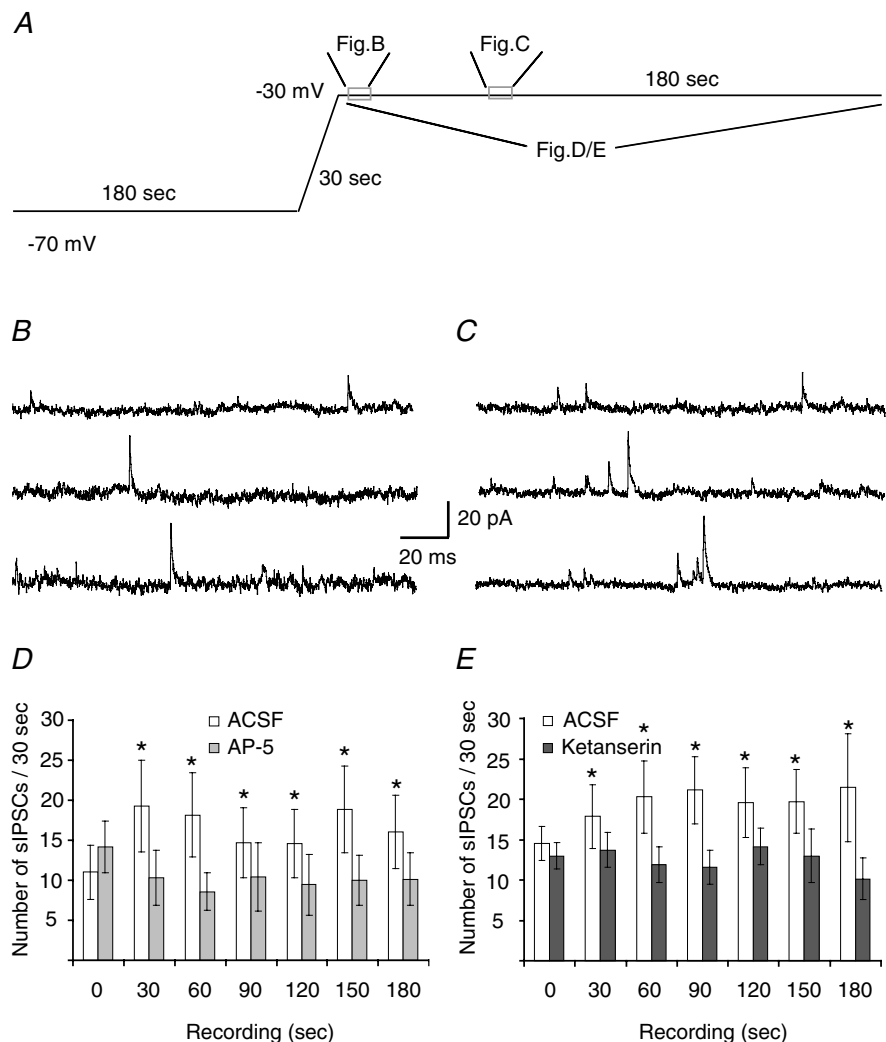 A
Fig.B
Fig.C
-30 mV
180 sec
Fig.D/E
30 sec
180 sec
-70 mV
B
C
20 pA
20 ms
D
E
Number of sIPSCs / 30 sec
30
25
20
15
10
5
ACSF
AP-5
* * * * * *
0 30 60 90 120 150 180
Recording (sec)
Number of sIPSCs / 30 sec
30
25
20
15
10
5
ACSF
Ketanserin
* * * * * *
0 30 60 90 120 150 180
Recording (sec)